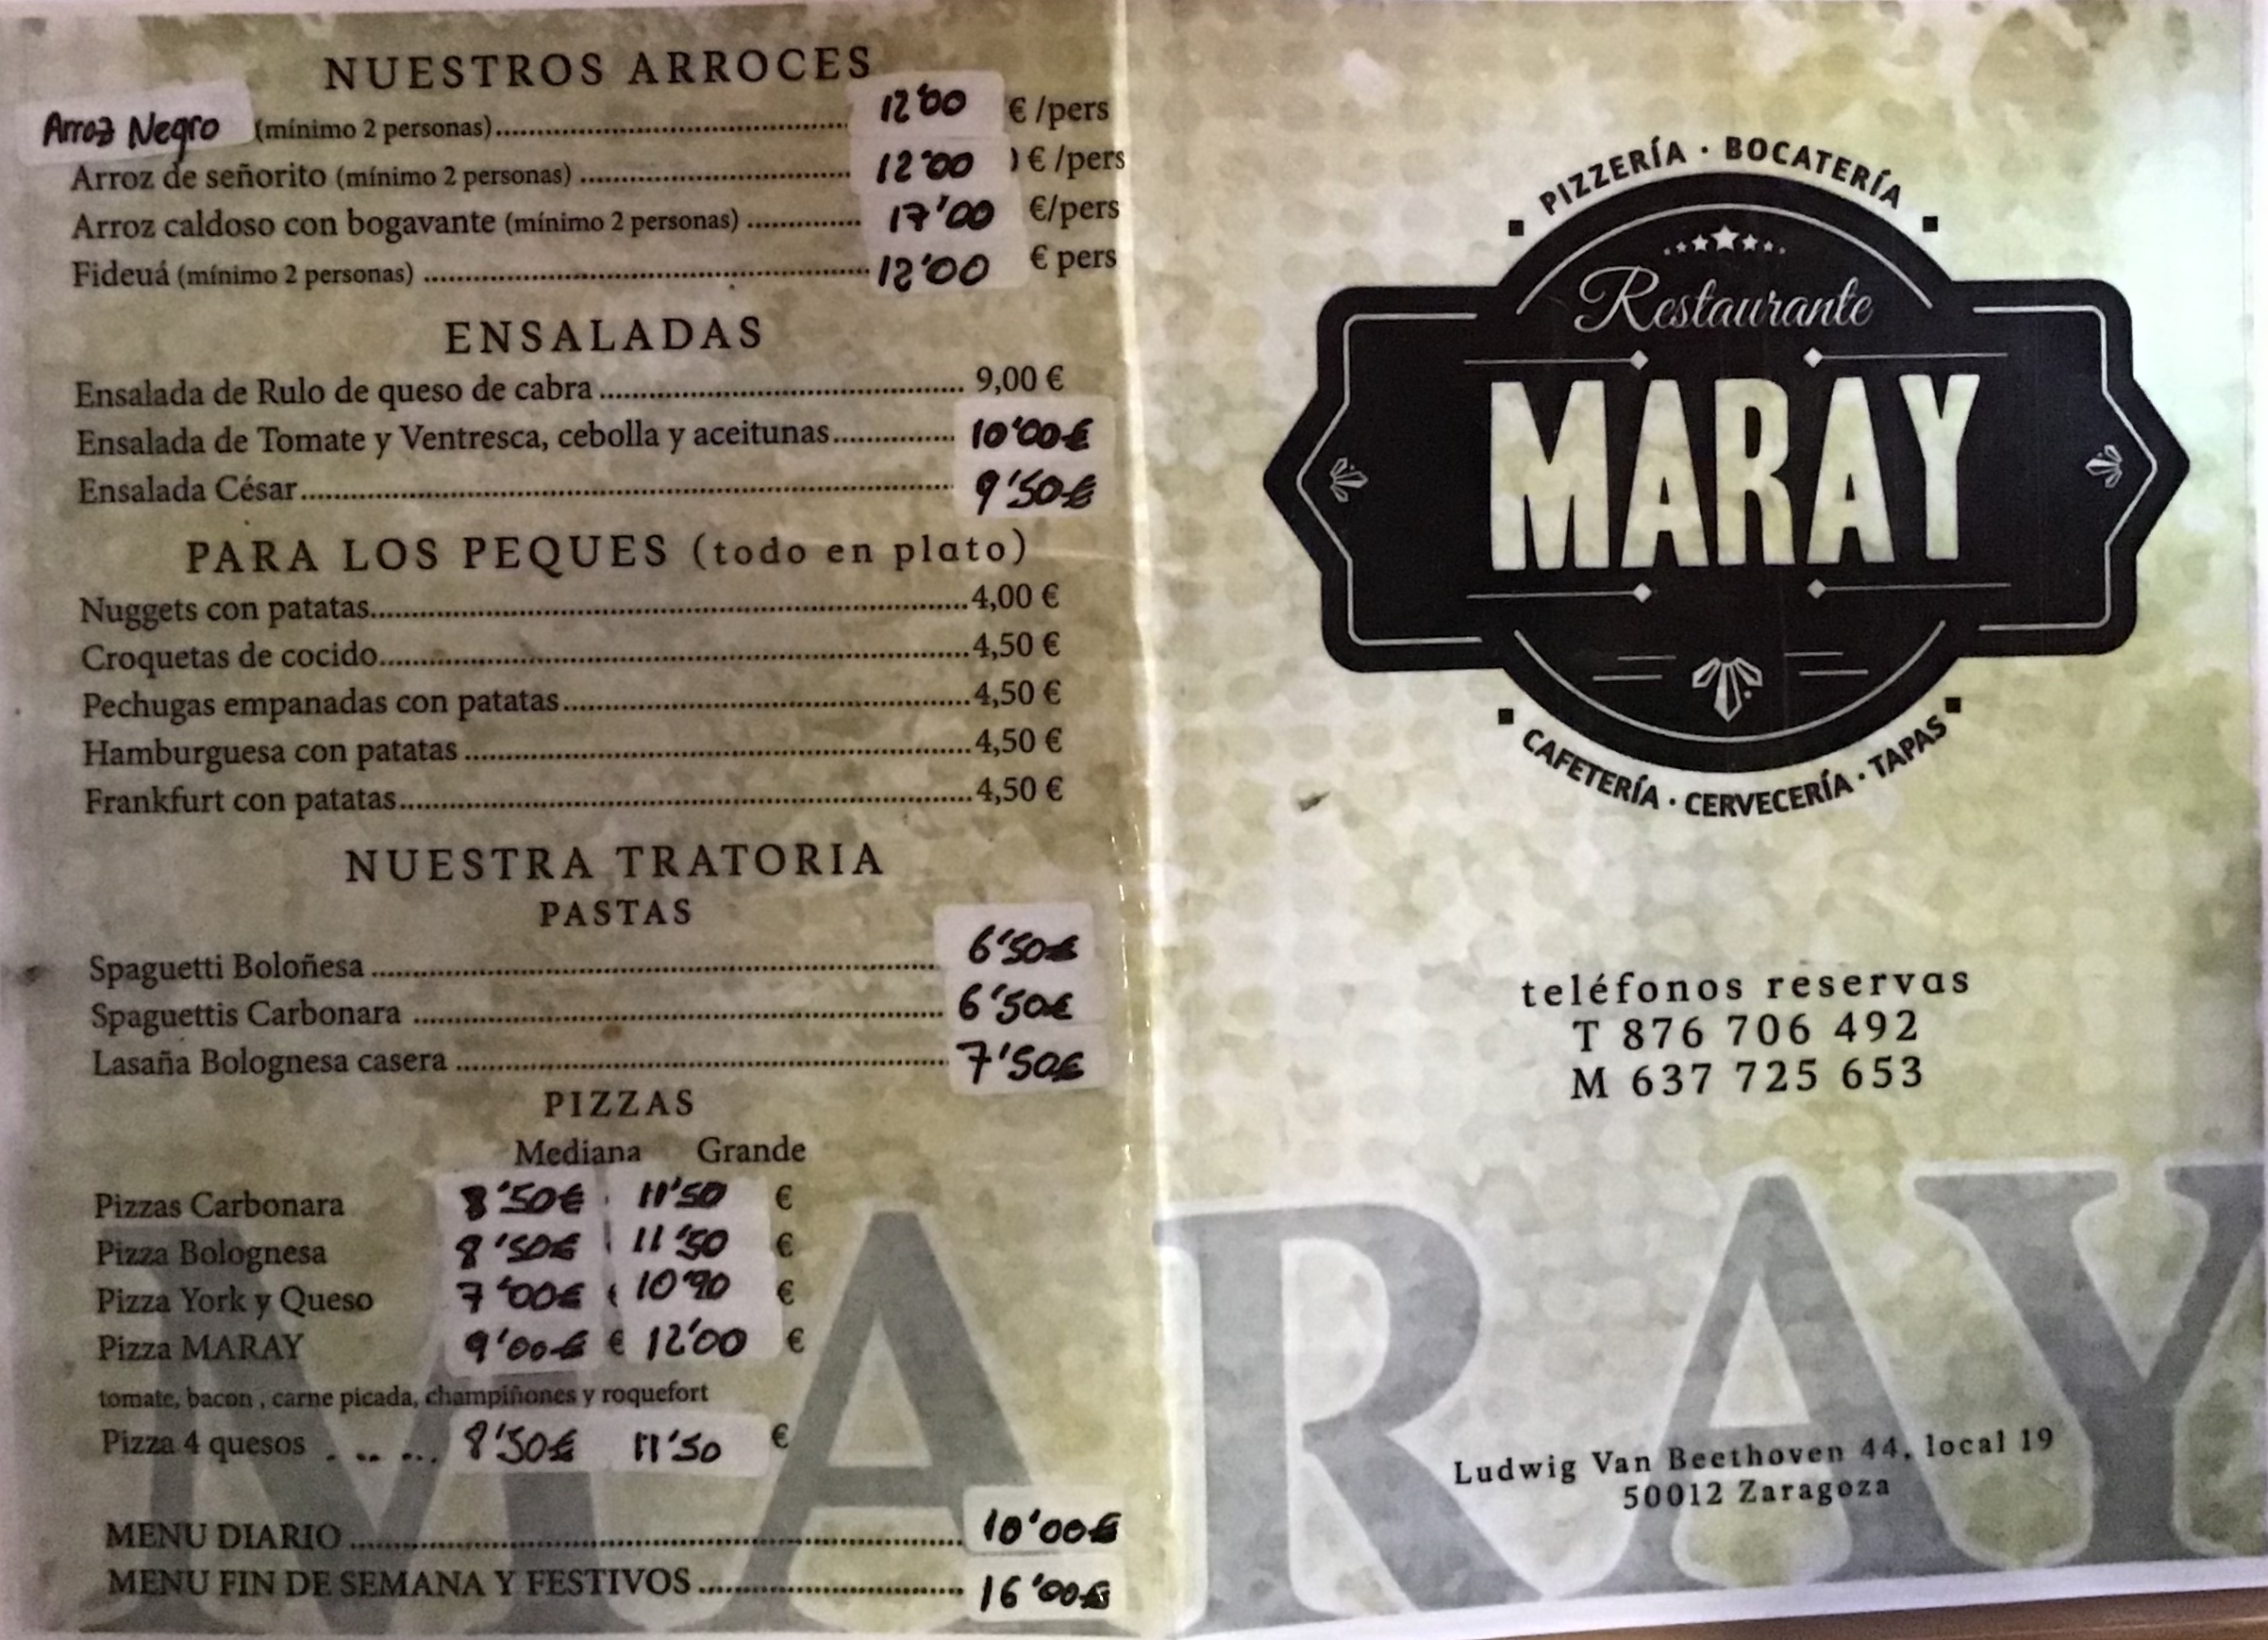 NUESTROS ARROCES
Arroz Negro (mínimo 2 personas)........ 12'00 €/pers
Arroz de señorito (mínimo 2 personas) ........ 12'00 €/pers
Arroz caldoso con bogavante (mínimo 2 personas) ........ 17'00 €/pers
Fideuá (mínimo 2 personas) ........ 12'00 € pers
ENSALADAS
Ensalada de Rulo de queso de cabra ........ 9,00 €
Ensalada de Tomate y Ventresca, cebolla y aceitunas........ 10'00€
Ensalada César........ 9'50€
PARA LOS PEQUES (todo en plato)
Nuggets con patatas........4,00 €
Croquetas de cocido........4,50 €
Pechugas empanadas con patatas........4,50 €
Hamburguesa con patatas ........4,50 €
Frankfurt con patatas........4,50 €
NUESTRA TRATORIA
PASTAS
Spaguetti Boloñesa ........ 6'50€
Spaguettis Carbonara ........ 6'50€
Lasaña Bolognesa casera ........ 7'50€
PIZZAS
Mediana Grande
Pizzas Carbonara 8'50€ 11'50 €
Pizza Bolognesa 8'50€ 11'50 €
Pizza York y Queso 7'00€ 10'90 €
Pizza MARAY 9'00€ € 12'00 €
tomate, bacon , carne picada, champiñones y roquefort
Pizza 4 quesos . .. ... 8'50€ 11'50 €
MENU DIARIO ........ 10'00€
MENU FIN DE SEMANA Y FESTIVOS ........ 16'00€
PIZZERÍA · BOCATERÍA
Restaurante
MARAY
CAFETERÍA · CERVECERÍA · TAPAS
teléfonos reservas
T 876 706 492
M 637 725 653
MARAY
Ludwig Van Beethoven 44, local 19
50012 Zaragoza